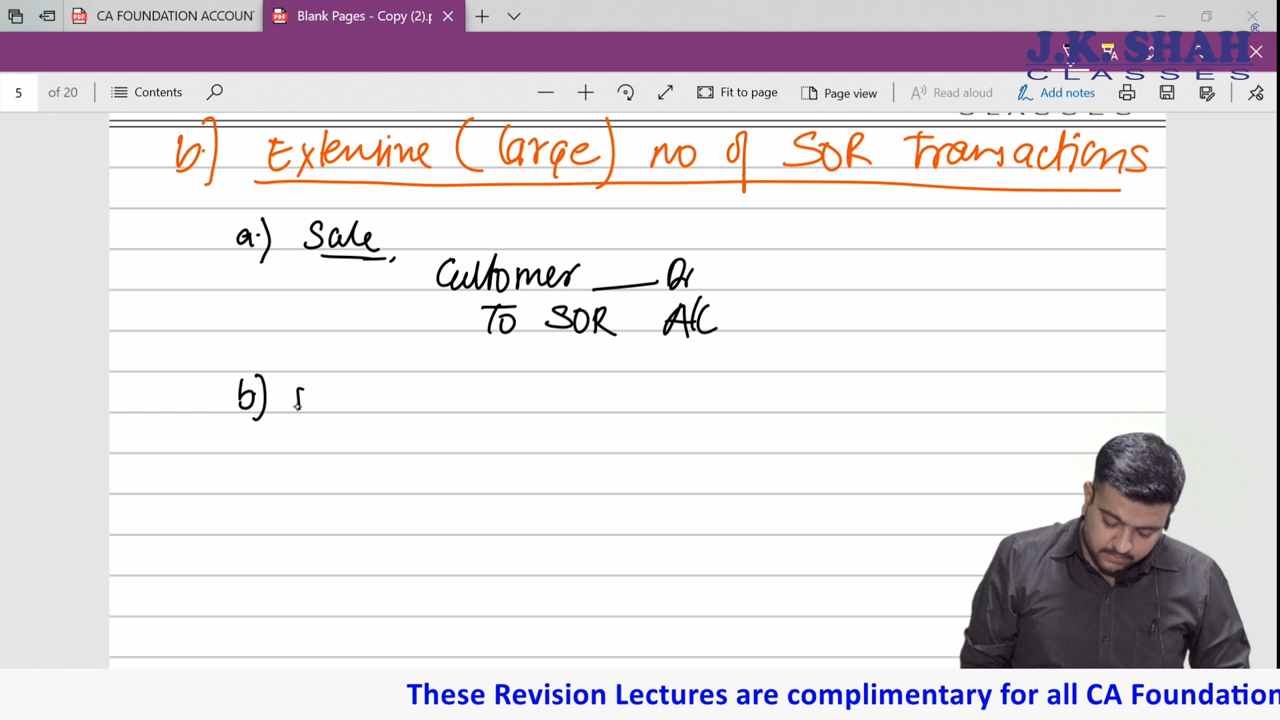 CA FOUNDATION ACCOUNT
Blank Pages - Copy (2).p
J.K. SHAH®
CLASSES
5 of 20
Contents
Fit to page
Page view
Read aloud
Add notes
CLASSES
b.) Extensive (large) no of SOR Transactions
a.) Sale,
Customer — Dr
To SOR A/C
b)
These Revision Lectures are complimentary for all CA Foundation